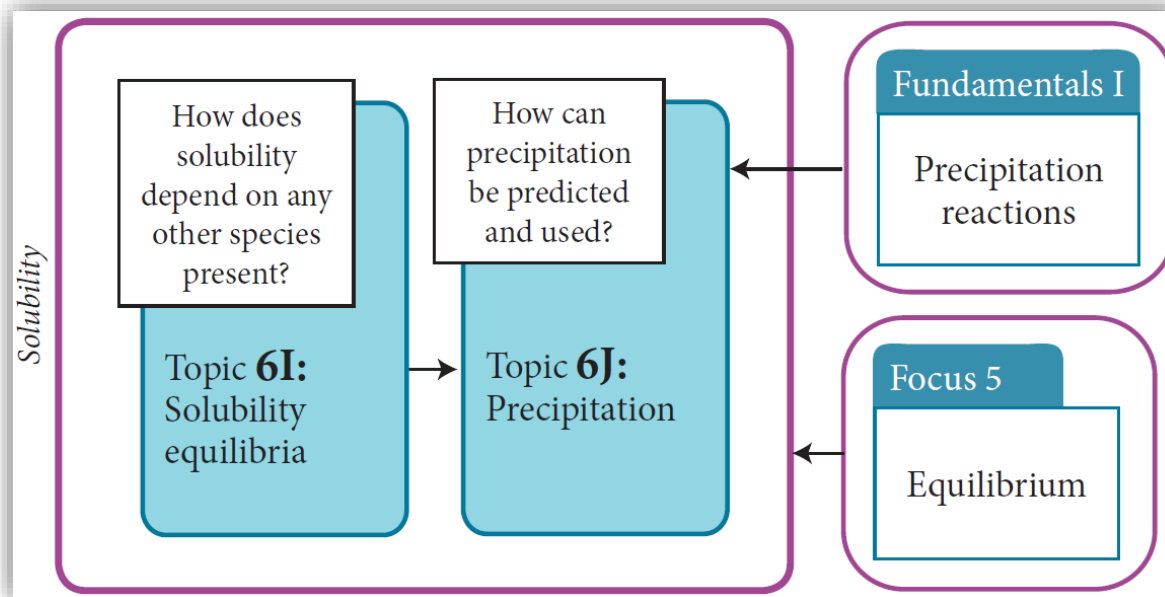 Solubility
How does
solubility
depend on any
other species
present?
Topic 6I:
Solubility
equilibria
How can
precipitation
be predicted
and used?
Topic 6J:
Precipitation
Fundamentals I
Precipitation
reactions
Focus 5
Equilibrium